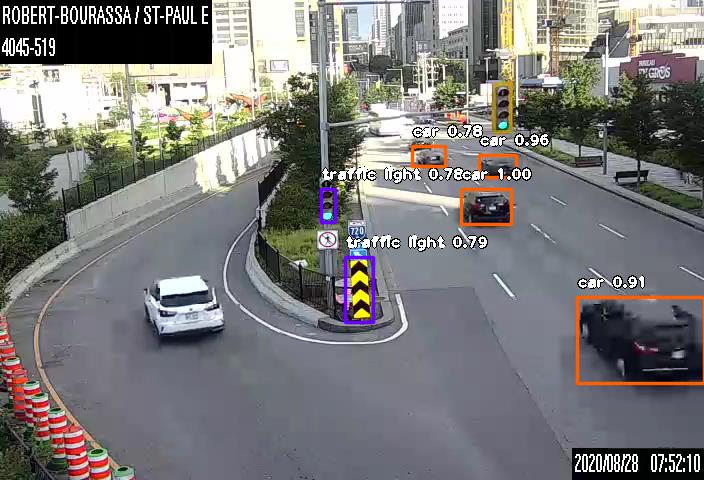 ROBERT-BOURASSA / ST-PAUL E
4045-519
car 0.78
car 0.96
traffic light 0.78
car 1.00
720
traffic light 0.79
car 0.91
2020/08/28 07:52:10